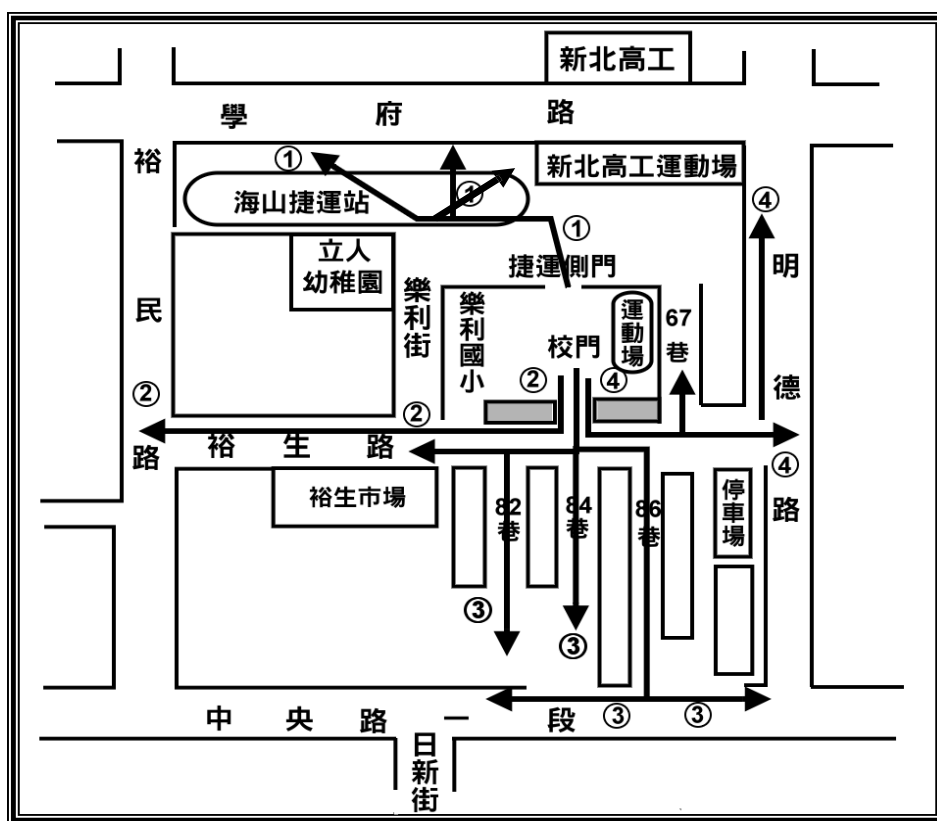 新北高工
學府路
裕民路
①
新北高工運動場
海山捷運站
①
④
①
立人
幼稚園
捷運側門
明德路
樂利街
樂利國小
運動場
67
巷
校門
②
④
②
②
裕生路
④
裕生市場
82
巷
84
巷
86
巷
停車場
③
③
中央路一段
③
③
日新街